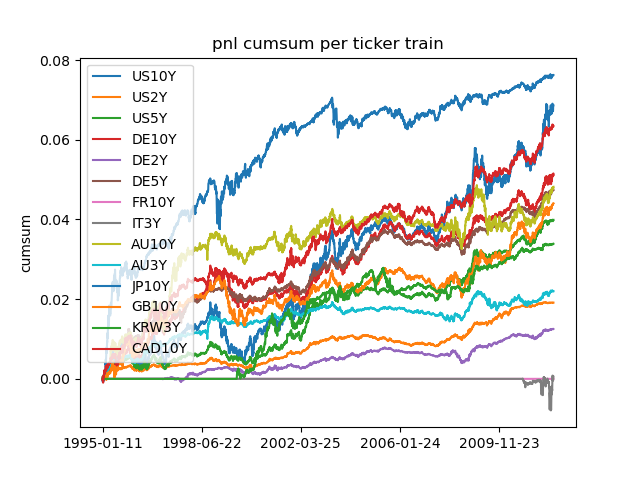 pnl cumsum per ticker train
0.08
0.06
0.04
0.02
0.00
cumsum
US10Y
US2Y
US5Y
DE10Y
DE2Y
DE5Y
FR10Y
IT3Y
AU10Y
AU3Y
JP10Y
GB10Y
KRW3Y
CAD10Y
1995-01-11 1998-06-22 2002-03-25 2006-01-24 2009-11-23